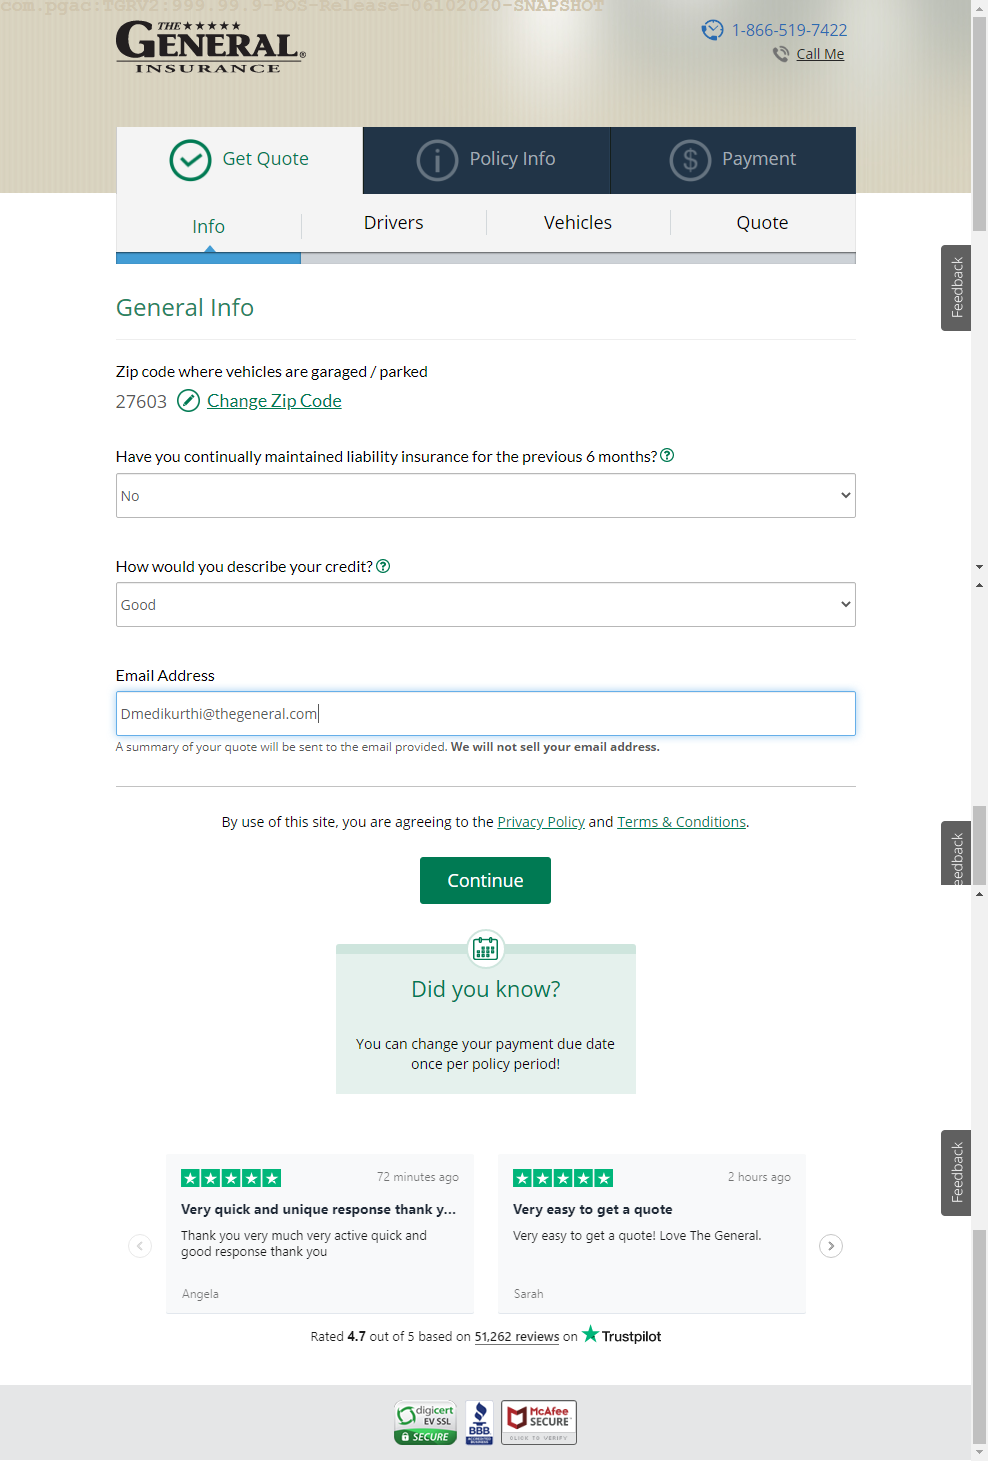 com.pgac:TGRV2:999.99.9-POS-Release-06102020-SNAPSHOT
THE GENERAL® INSURANCE
1-866-519-7422
Call Me
Get Quote
Policy Info
Payment
Info
Drivers
Vehicles
Quote
Feedback
General Info
Zip code where vehicles are garaged / parked
27603 Change Zip Code
Have you continually maintained liability insurance for the previous 6 months?
No
How would you describe your credit?
Good
Email Address
Dmedikurthi@thegeneral.com
A summary of your quote will be sent to the email provided. We will not sell your email address.
By use of this site, you are agreeing to the Privacy Policy and Terms & Conditions.
eedback
Continue
Did you know?
You can change your payment due date
once per policy period!
Feedback
72 minutes ago
Very quick and unique response thank y...
Thank you very much very active quick and
good response thank you
Angela
2 hours ago
Very easy to get a quote
Very easy to get a quote! Love The General.
Sarah
Rated 4.7 out of 5 based on 51,262 reviews on Trustpilot
digicert
EV SSL
SECURE
BBB
ACCREDITED BUSINESS
McAfee
SECURE
CLICK TO VERIFY